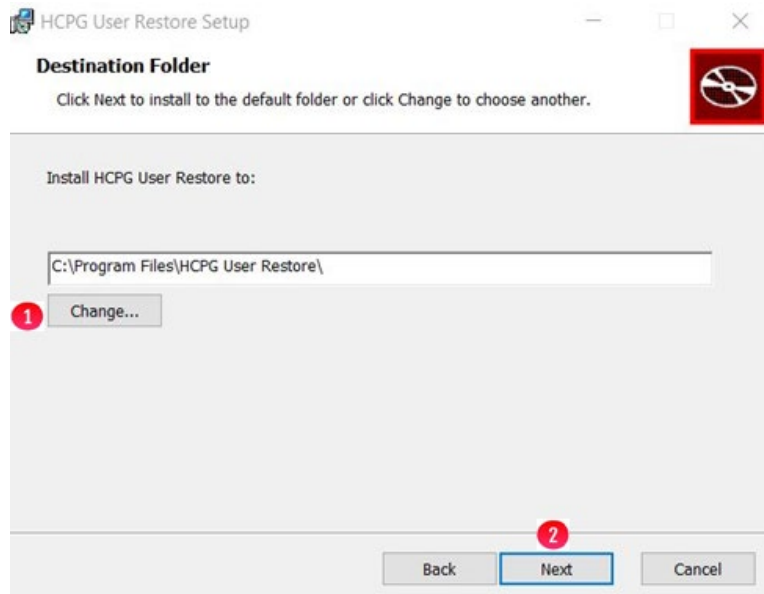 HCPG User Restore Setup
Destination Folder
Click Next to install to the default folder or click Change to choose another.
Install HCPG User Restore to:
C:\Program Files\HCPG User Restore\
1
Change...
2
Back Next Cancel